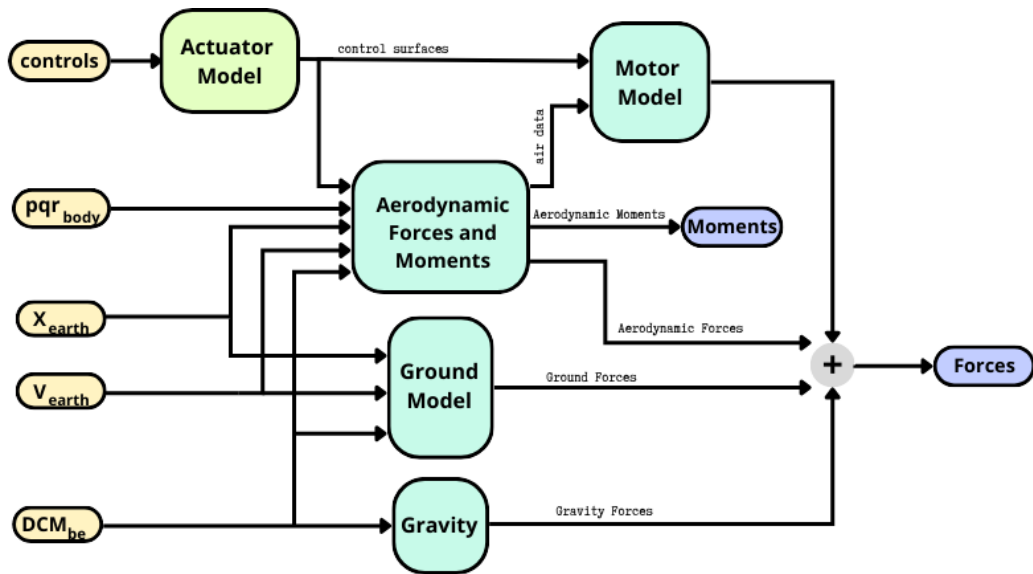 controls
Actuator
Model
control surfaces
Motor
Model
air data
pqr body
Aerodynamic
Forces and
Moments
Aerodynamic Moments
Moments
X earth
Aerodynamic Forces
Ground
Model
Ground Forces
+
Forces
V earth
DCM be
Gravity
Gravity Forces